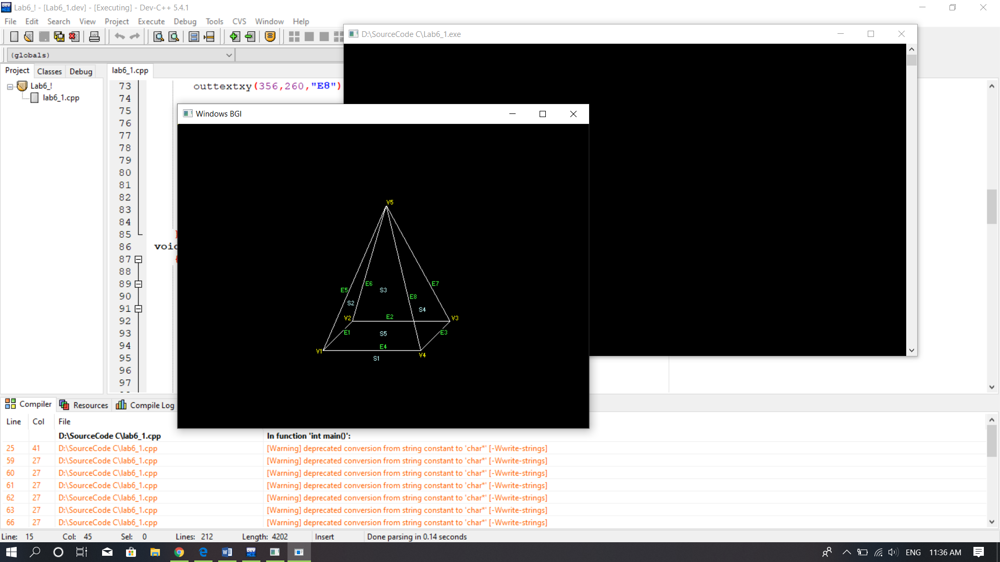 Lab6_! - [Lab6_1.dev] - [Executing] - Dev-C++ 5.4.1
File Edit Search View Project Execute Debug Tools CVS Window Help
D:\SourceCode C\Lab6_1.exe
(globals)
Project Classes Debug
lab6_1.cpp
Lab6_!
lab6_1.cpp
73 outtextxy(356,260,"E8")
74
75
Windows BGI
76
77
78
79
80
81
82
83
84
85 }
86 void
87 {
88
89
90
91
92
93
94
95
96
97
V5
E6 E7
E5 S3
E8
S2
S4
V2 E2 V3
E1 S5 E3
E4
V1 V4
S1
Compiler Resources Compile Log
Line Col File
D:\SourceCode C\lab6_1.cpp In function 'int main()':
25 41 D:\SourceCode C\lab6_1.cpp [Warning] deprecated conversion from string constant to 'char*' [-Wwrite-strings]
59 27 D:\SourceCode C\lab6_1.cpp [Warning] deprecated conversion from string constant to 'char*' [-Wwrite-strings]
60 27 D:\SourceCode C\lab6_1.cpp [Warning] deprecated conversion from string constant to 'char*' [-Wwrite-strings]
61 27 D:\SourceCode C\lab6_1.cpp [Warning] deprecated conversion from string constant to 'char*' [-Wwrite-strings]
62 27 D:\SourceCode C\lab6_1.cpp [Warning] deprecated conversion from string constant to 'char*' [-Wwrite-strings]
63 27 D:\SourceCode C\lab6_1.cpp [Warning] deprecated conversion from string constant to 'char*' [-Wwrite-strings]
66 27 D:\SourceCode C\lab6_1.cpp [Warning] deprecated conversion from string constant to 'char*' [-Wwrite-strings]
Line: 15 Col: 45 Sel: 0 Lines: 212 Length: 4202 Insert Done parsing in 0.14 seconds
ENG 11:36 AM